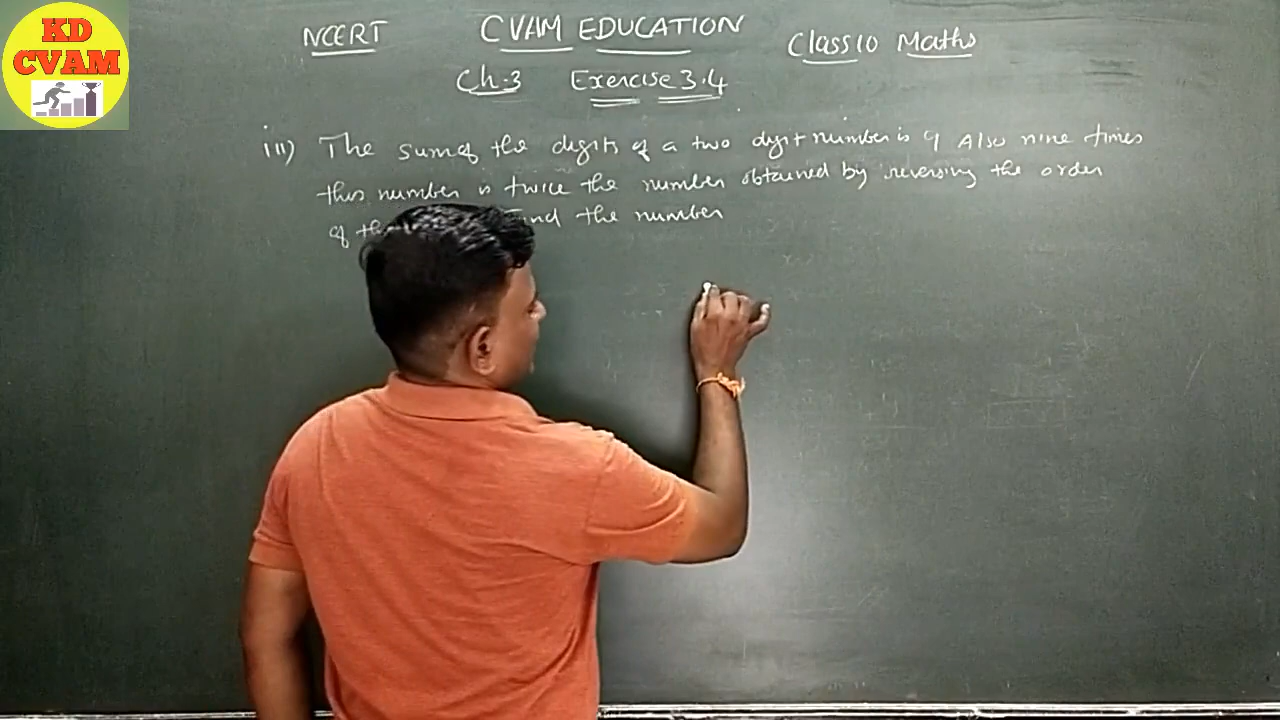 KD
CVAM
NCERT CVAM EDUCATION Class 10 Maths
Ch-3 Exercise 3.4
iii) The sum of the digits of a two digit number is 9 Also nine times
this number is twice the number obtained by reversing the order
of the number